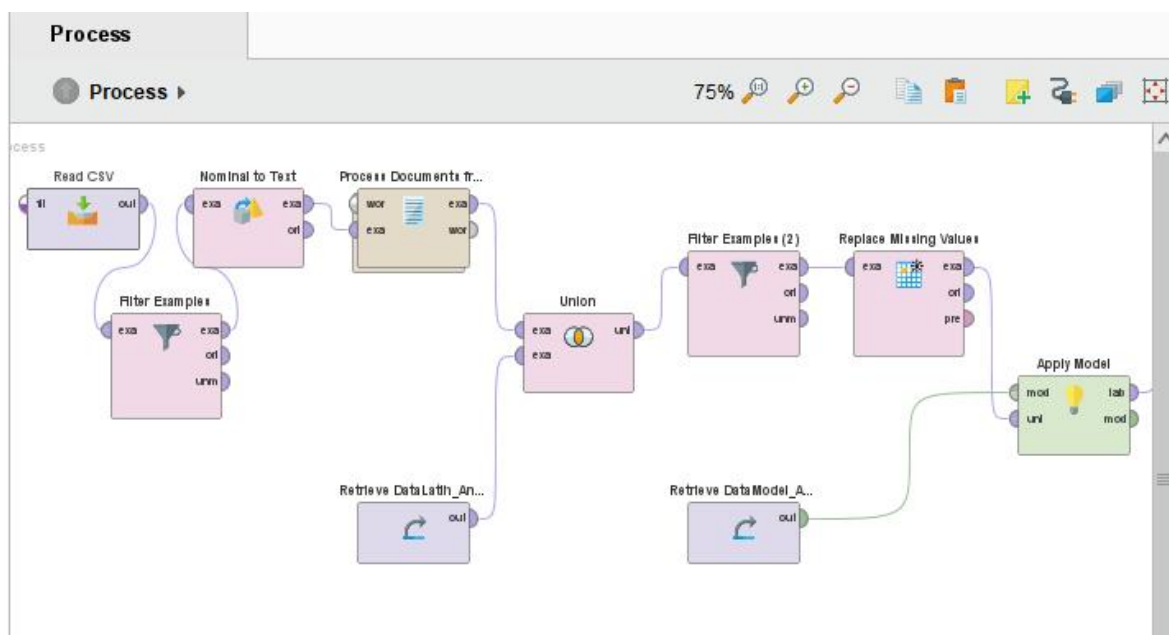 Process
Process
75%
ocess
Read CSV
Nominal to Text
Process Documents fr...
fil
out
exa
exa
ori
wor
exa
exa
wor
Filter Examples
exa
exa
ori
unm
Union
exa
uni
exa
Filter Examples (2)
exa
exa
ori
unm
Replace Missing Values
exa
exa
ori
pre
Apply Model
mod
lab
unl
mod
Retrieve DataLatih_An...
out
Retrieve DataModel_A...
out